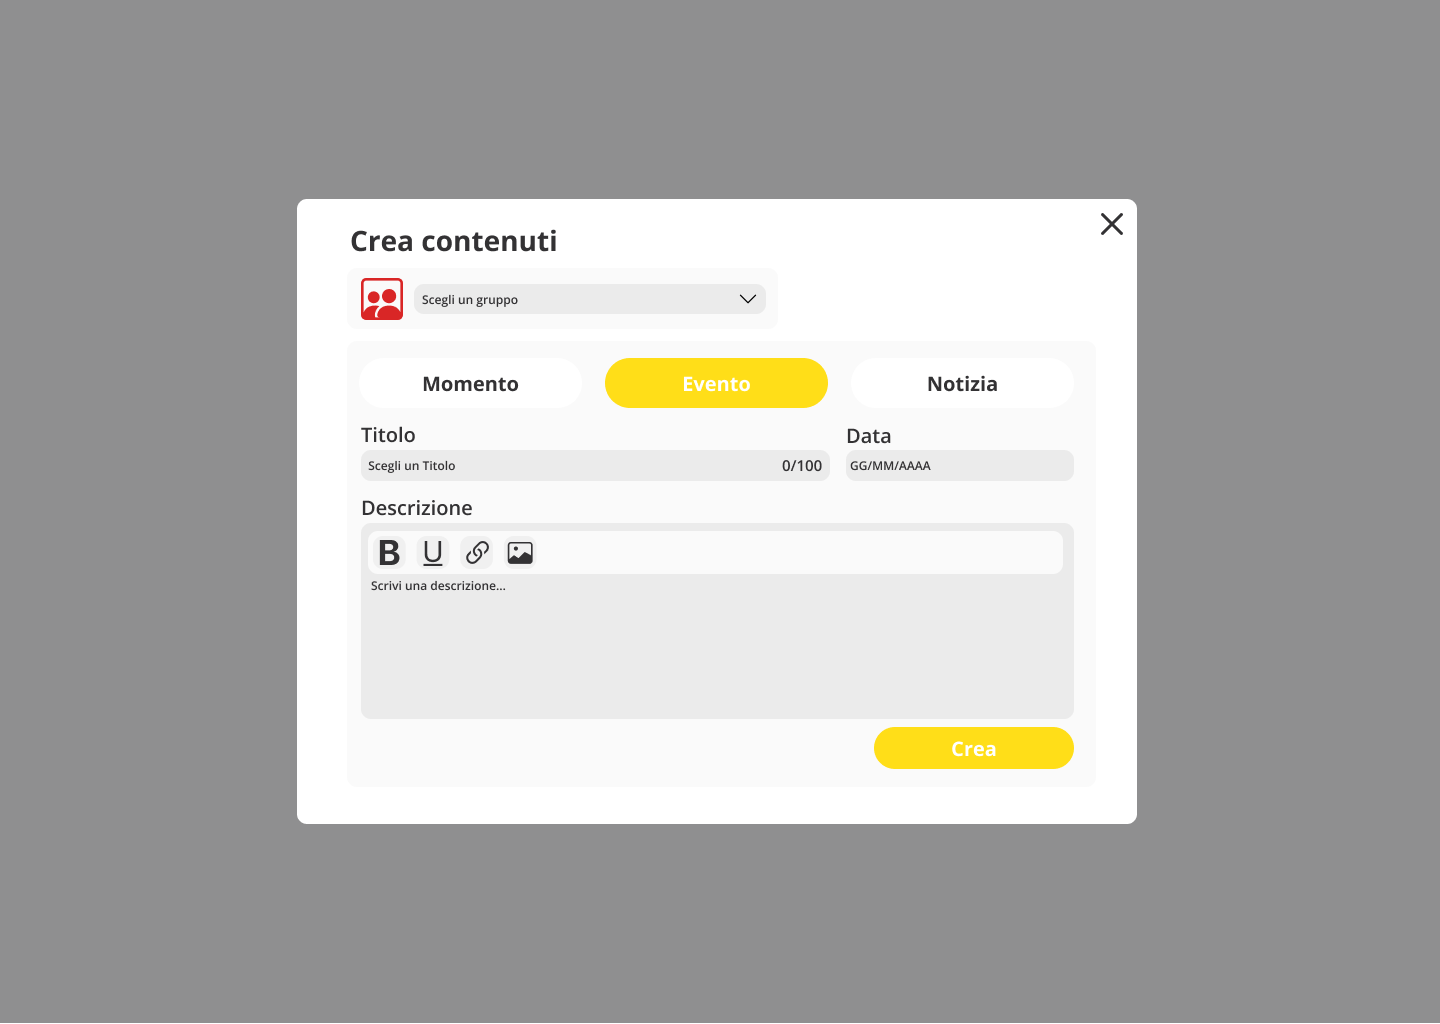 Crea contenuti
Scegli un gruppo
Momento
Evento
Notizia
Titolo
Data
Scegli un Titolo
0/100
GG/MM/AAAA
Descrizione
B
U
Scrivi una descrizione...
Crea